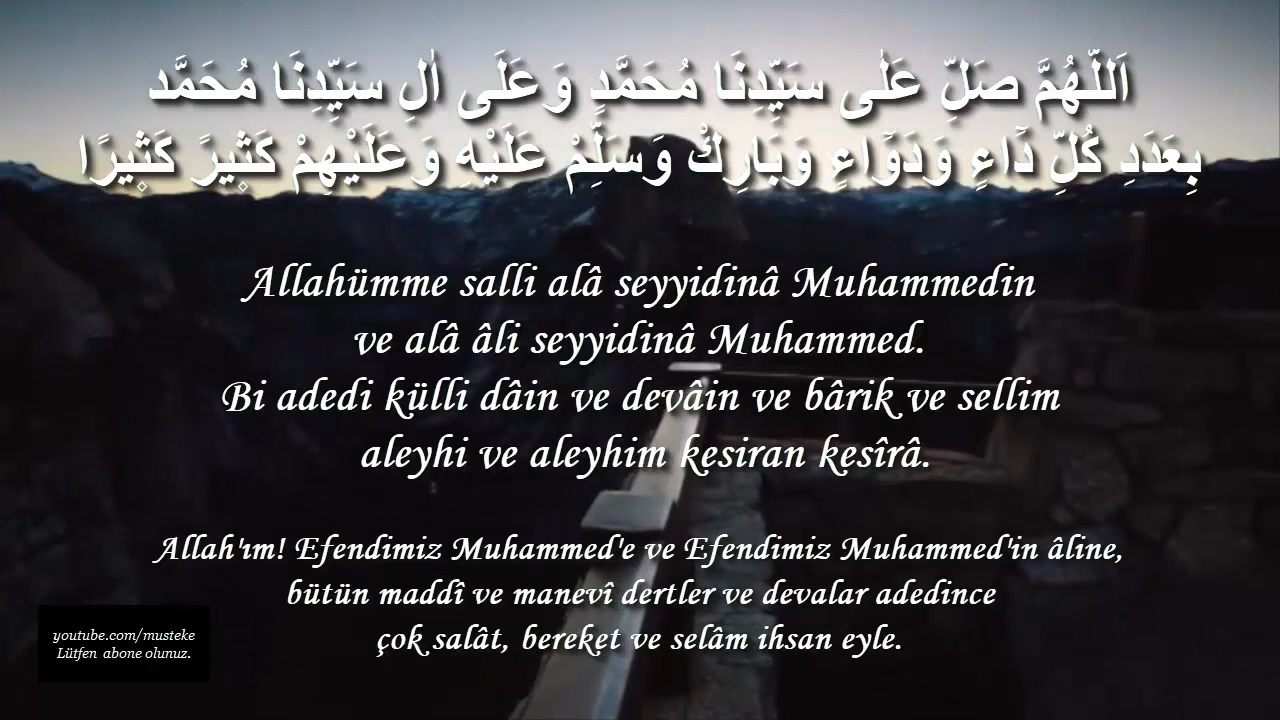 اَللّٰهُمَّ صَلِّ عَلٰى سَيِّدِنَا مُحَمَّدٍ وَعَلَى اٰلِ سَيِّدِنَا مُحَمَّد
بِعَدَدِ كُلِّ دَٓاءٍ وَدَوَٓاءٍ وَبَارِكْ وَسَلِّمْ عَلَيْهِ وَعَلَيْهِمْ كَثٖيرً كَثٖيرًا
Allahümme salli alâ seyyidinâ Muhammedin
ve alâ âli seyyidinâ Muhammed.
Bi adedi külli dâin ve devâin ve bârik ve sellim
aleyhi ve aleyhim kesiran kesîrâ.
Allah'ım! Efendimiz Muhammed'e ve Efendimiz Muhammed'in âline,
bütün maddî ve manevî dertler ve devalar adedince
çok salât, bereket ve selâm ihsan eyle.
youtube.com/musteke
Lütfen abone olunuz.